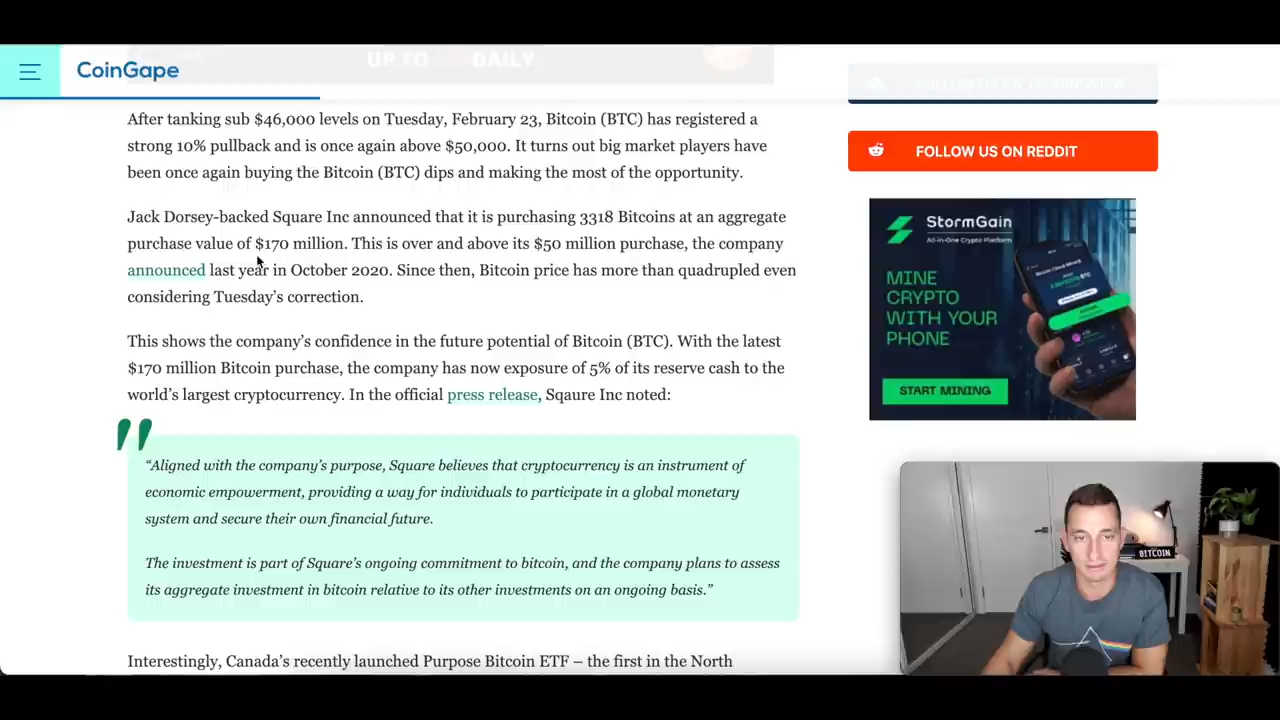 UP TO DAILY
CoinGape
After tanking sub $46,000 levels on Tuesday, February 23, Bitcoin (BTC) has registered a
strong 10% pullback and is once again above $50,000. It turns out big market players have
been once again buying the Bitcoin (BTC) dips and making the most of the opportunity.
Jack Dorsey-backed Square Inc announced that it is purchasing 3318 Bitcoins at an aggregate
purchase value of $170 million. This is over and above its $50 million purchase, the company
announced last year in October 2020. Since then, Bitcoin price has more than quadrupled even
considering Tuesday's correction.
This shows the company's confidence in the future potential of Bitcoin (BTC). With the latest
$170 million Bitcoin purchase, the company has now exposure of 5% of its reserve cash to the
world's largest cryptocurrency. In the official press release, Sqaure Inc noted:
"Aligned with the company's purpose, Square believes that cryptocurrency is an instrument of
economic empowerment, providing a way for individuals to participate in a global monetary
system and secure their own financial future.
The investment is part of Square's ongoing commitment to bitcoin, and the company plans to assess
its aggregate investment in bitcoin relative to its other investments on an ongoing basis."
Interestingly, Canada's recently launched Purpose Bitcoin ETF – the first in the North
FOLLOW US ON TRADINGVIEW
FOLLOW US ON REDDIT
StormGain
All-in-One Crypto Platform
MINE
CRYPTO
WITH YOUR
PHONE
START MINING
BITCOIN